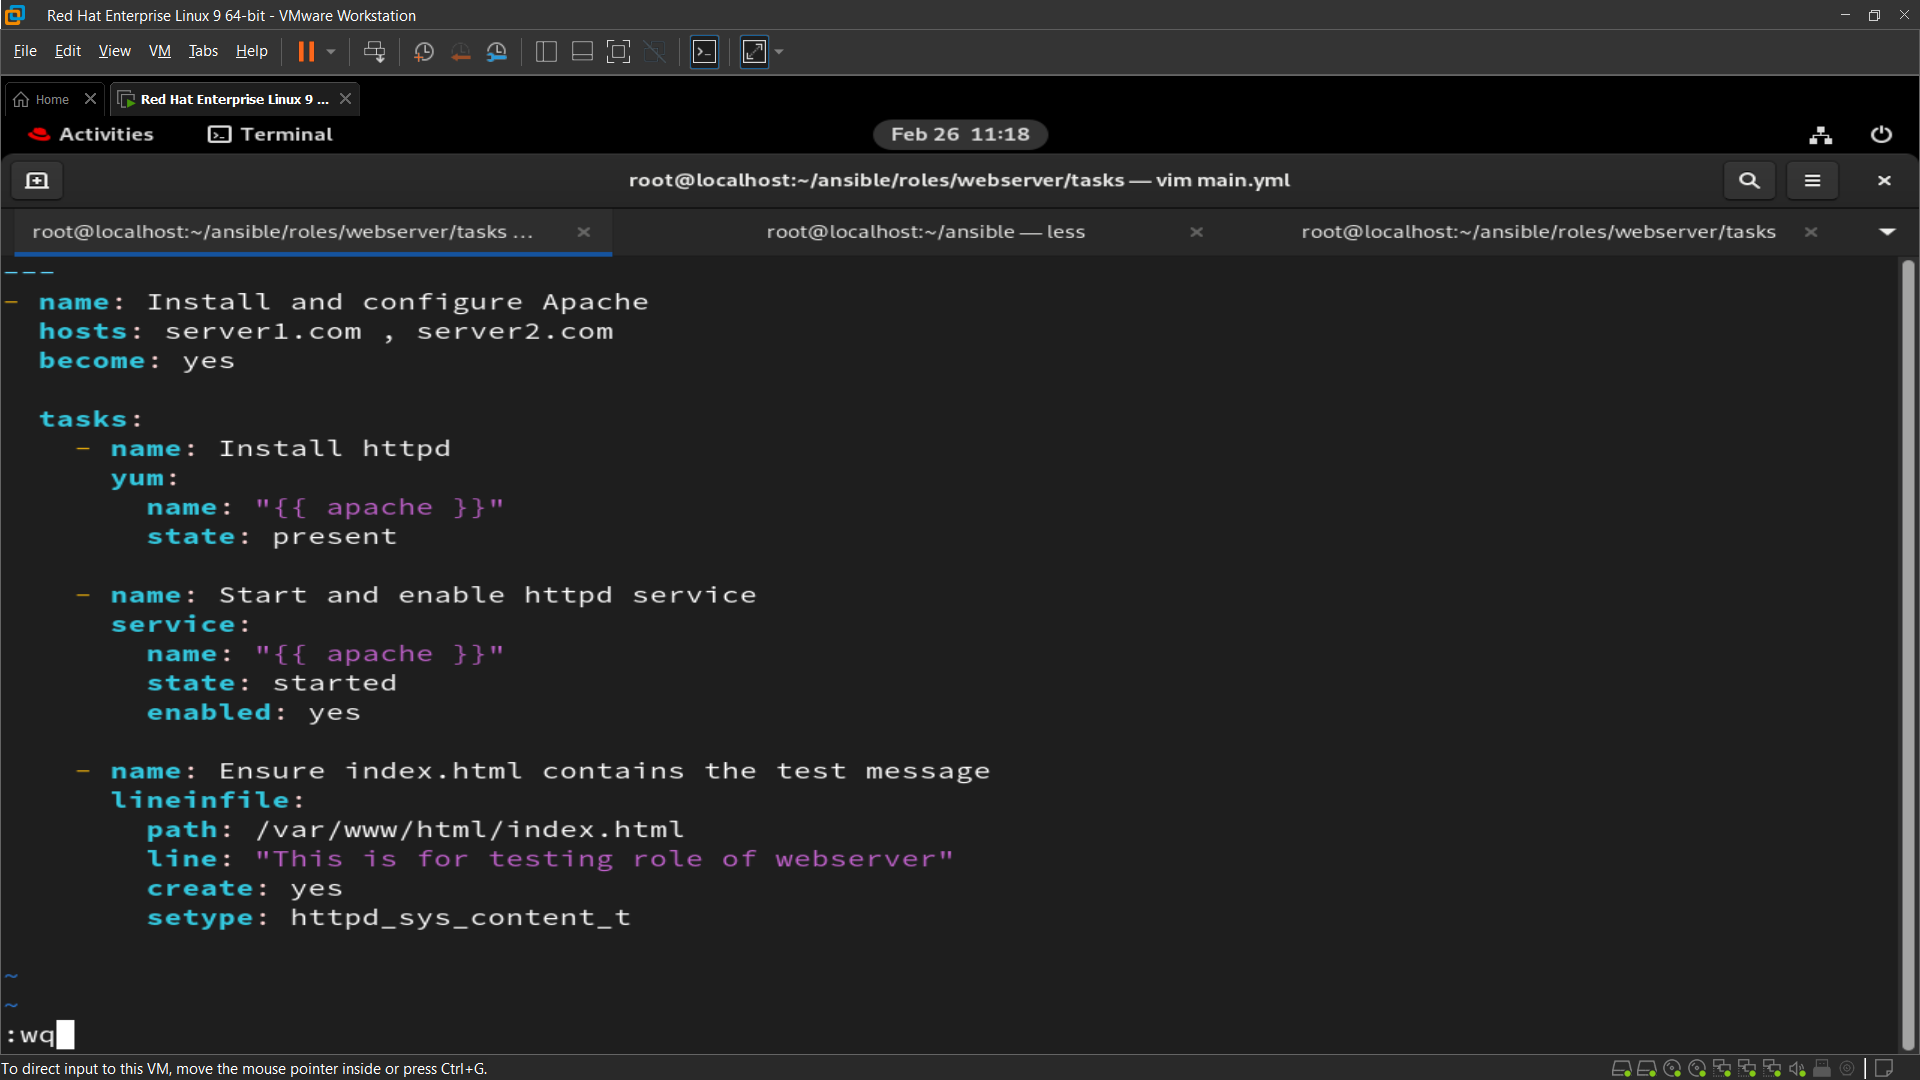 Red Hat Enterprise Linux 9 64-bit - VMware Workstation
File Edit View VM Tabs Help
Home Red Hat Enterprise Linux 9 ...
Activities Terminal Feb 26 11:18
root@localhost:~/ansible/roles/webserver/tasks — vim main.yml
root@localhost:~/ansible/roles/webserver/tasks ... root@localhost:~/ansible — less root@localhost:~/ansible/roles/webserver/tasks
---
- name: Install and configure Apache
  hosts: server1.com , server2.com
  become: yes

  tasks:
    - name: Install httpd
      yum:
        name: "{{ apache }}"
        state: present

    - name: Start and enable httpd service
      service:
        name: "{{ apache }}"
        state: started
        enabled: yes

    - name: Ensure index.html contains the test message
      lineinfile:
        path: /var/www/html/index.html
        line: "This is for testing role of webserver"
        create: yes
        setype: httpd_sys_content_t

~
~
:wq
To direct input to this VM, move the mouse pointer inside or press Ctrl+G.